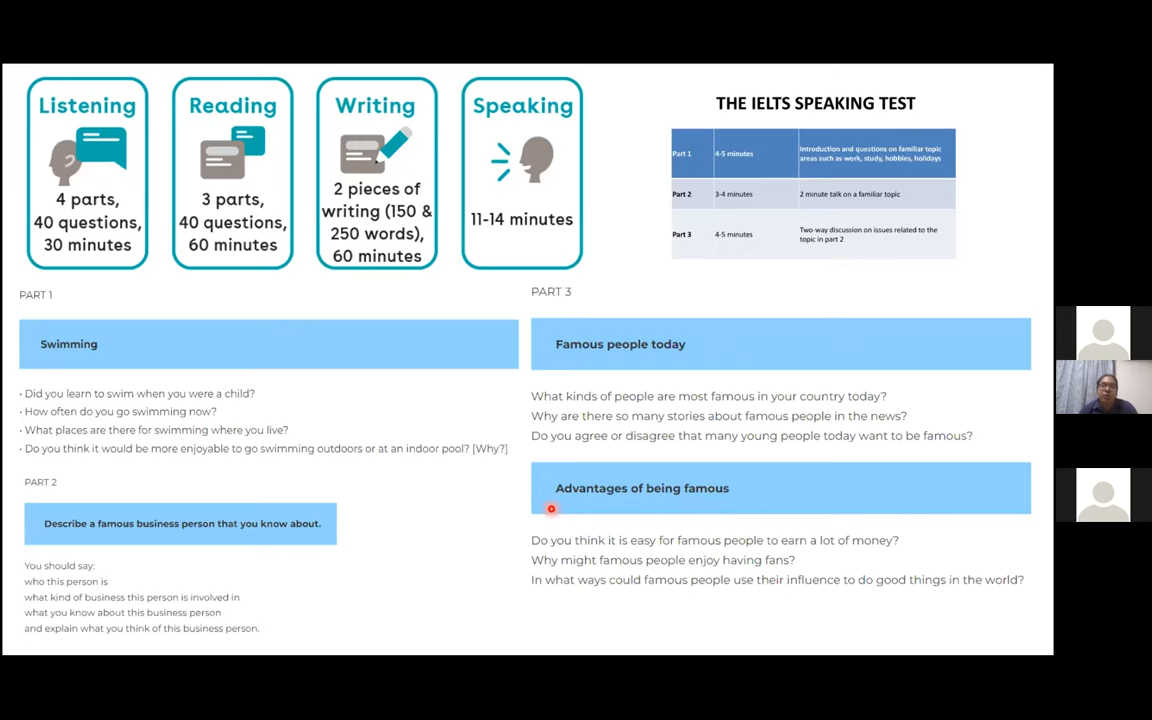 Listening
4 parts,
40 questions,
30 minutes
Reading
3 parts,
40 questions,
60 minutes
Writing
2 pieces of
writing (150 &
250 words),
60 minutes
Speaking
11-14 minutes
THE IELTS SPEAKING TEST
Part 1 4-5 minutes Introduction and questions on familiar topic
areas such as work, study, hobbies, holidays
Part 2 3-4 minutes 2 minute talk on a familiar topic
Part 3 4-5 minutes Two-way discussion on issues related to the
topic in part 2
PART 1
Swimming
• Did you learn to swim when you were a child?
• How often do you go swimming now?
• What places are there for swimming where you live?
• Do you think it would be more enjoyable to go swimming outdoors or at an indoor pool? [Why?]
PART 2
Describe a famous business person that you know about.
You should say:
who this person is
what kind of business this person is involved in
what you know about this business person
and explain what you think of this business person.
PART 3
Famous people today
What kinds of people are most famous in your country today?
Why are there so many stories about famous people in the news?
Do you agree or disagree that many young people today want to be famous?
Advantages of being famous
Do you think it is easy for famous people to earn a lot of money?
Why might famous people enjoy having fans?
In what ways could famous people use their influence to do good things in the world?